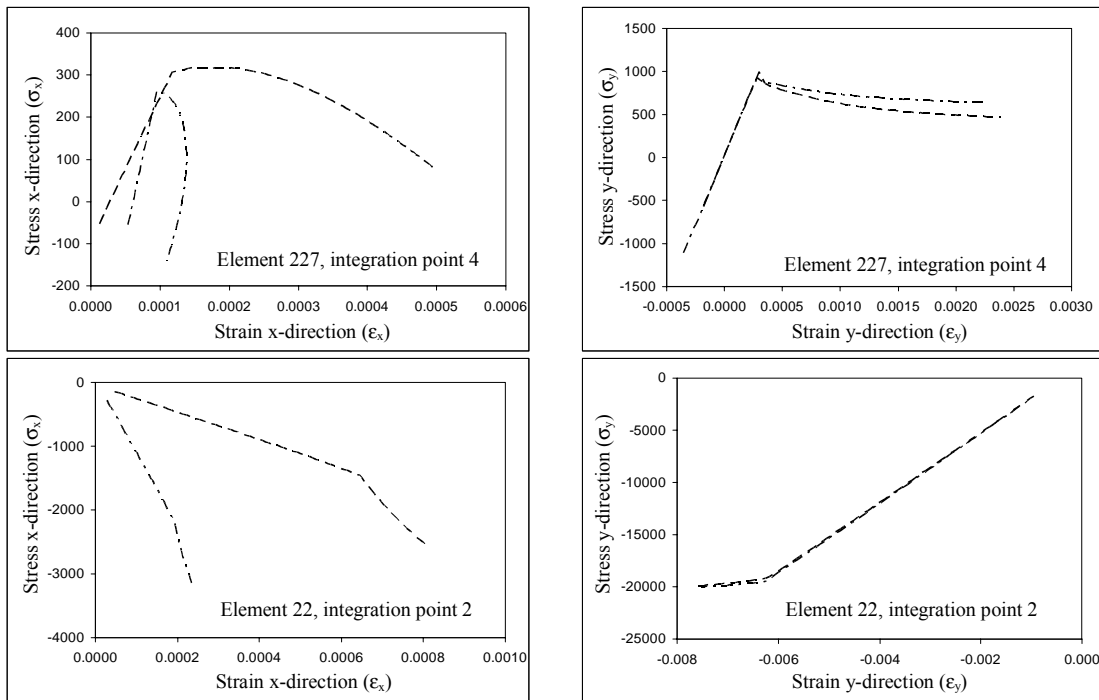 400
300
200
100
0
-100
-200
Stress x-direction (σx)
Element 227, integration point 4
0.0000 0.0001 0.0002 0.0003 0.0004 0.0005 0.0006
Strain x-direction (εx)
1500
1000
500
0
-500
-1000
1500
Stress y-direction (σy)
Element 227, integration point 4
-0.0005 0.0000 0.0005 0.0010 0.0015 0.0020 0.0025 0.0030
Strain y-direction (εy)
0
-1000
-2000
-3000
-4000
Stress x-direction (σx)
Element 22, integration point 2
0.0000 0.0002 0.0004 0.0006 0.0008 0.0010
Strain x-direction (εx)
0
-5000
-10000
-15000
-20000
-25000
Stress y-direction (σy)
Element 22, integration point 2
-0.008 -0.006 -0.004 -0.002 0.000
Strain y-direction (εy)